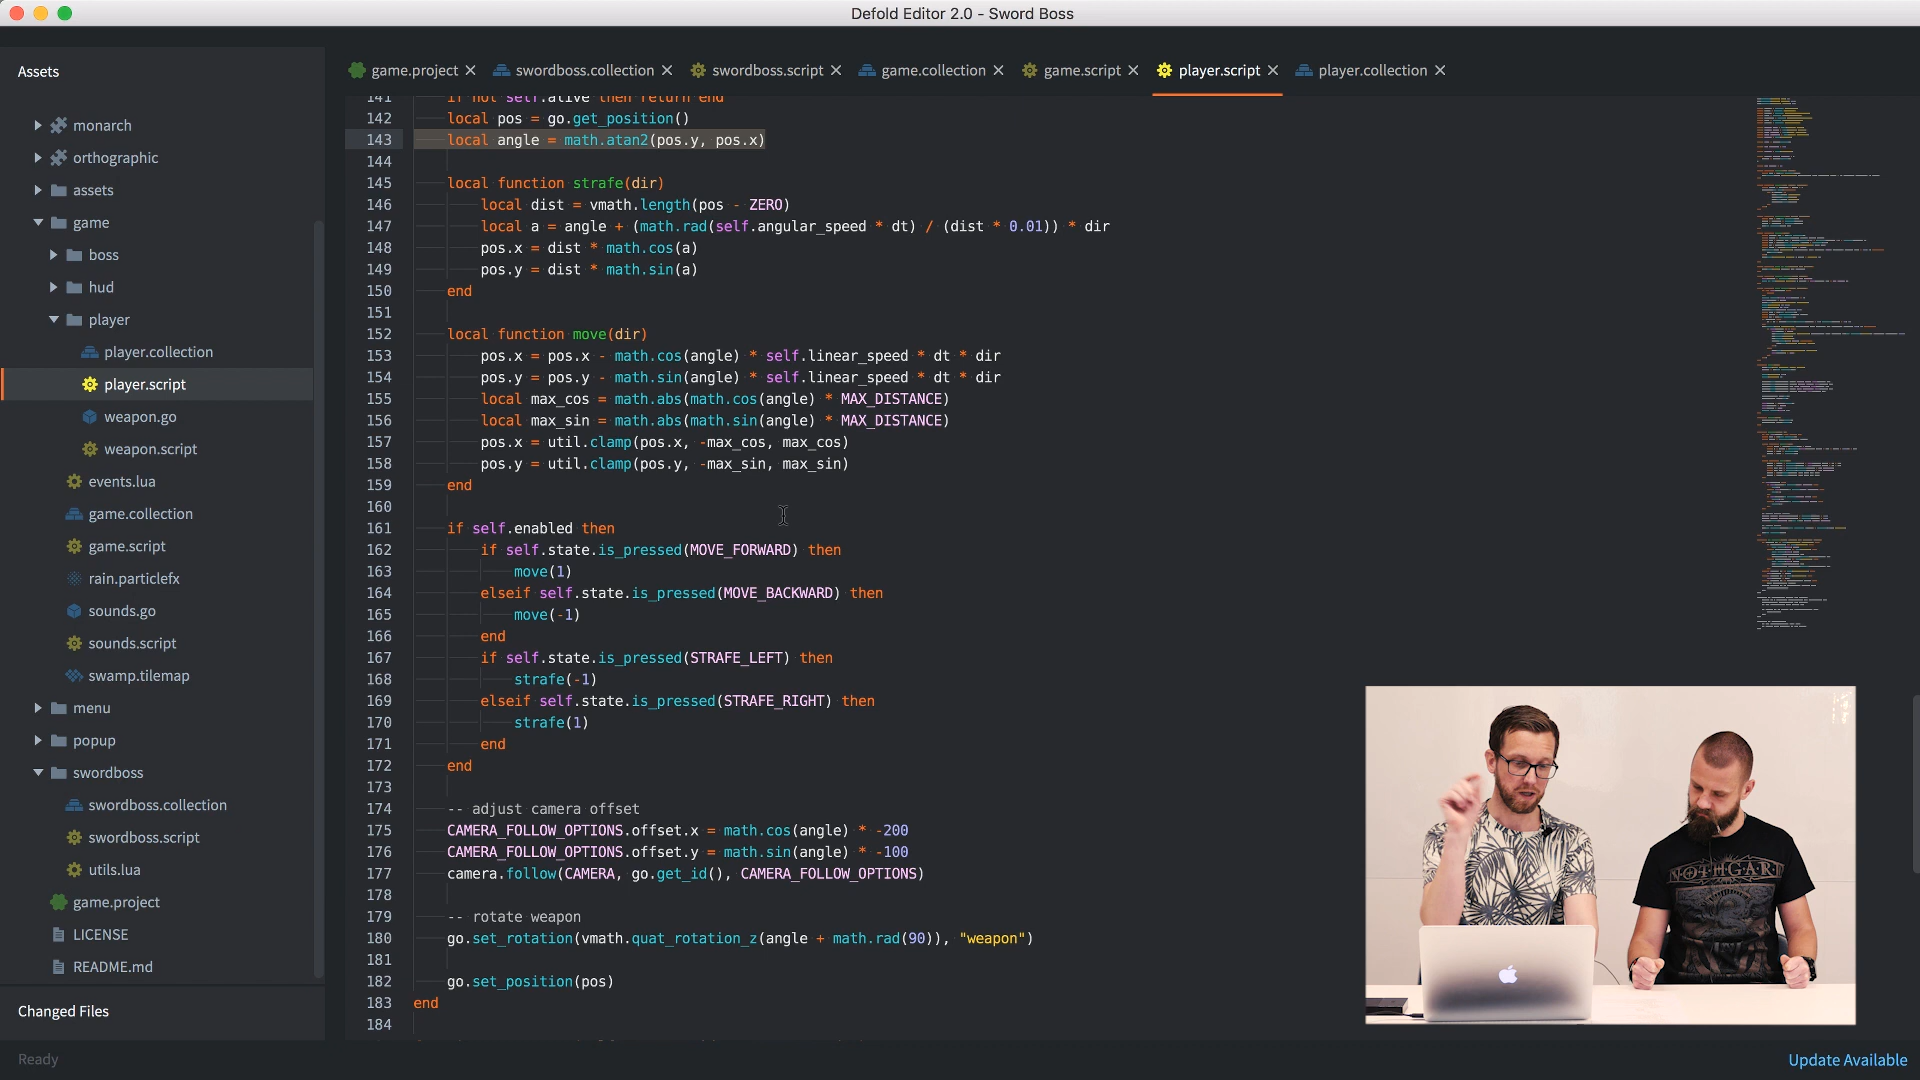 Defold Editor 2.0 - Sword Boss
Assets
game.project
swordboss.collection
swordboss.script
game.collection
game.script
player.script
player.collection
monarch
orthographic
assets
game
boss
hud
player
player.collection
player.script
weapon.go
weapon.script
events.lua
game.collection
game.script
rain.particlefx
sounds.go
sounds.script
swamp.tilemap
menu
popup
swordboss
swordboss.collection
swordboss.script
utils.lua
game.project
LICENSE
README.md
Changed Files
Ready
141 if not self.alive then return end
142 local pos = go.get_position()
143 local angle = math.atan2(pos.y, pos.x)
144
145 local function strafe(dir)
146 local dist = vmath.length(pos - ZERO)
147 local a = angle + (math.rad(self.angular_speed * dt) / (dist * 0.01)) * dir
148 pos.x = dist * math.cos(a)
149 pos.y = dist * math.sin(a)
150 end
151
152 local function move(dir)
153 pos.x = pos.x - math.cos(angle) * self.linear_speed * dt * dir
154 pos.y = pos.y - math.sin(angle) * self.linear_speed * dt * dir
155 local max_cos = math.abs(math.cos(angle) * MAX_DISTANCE)
156 local max_sin = math.abs(math.sin(angle) * MAX_DISTANCE)
157 pos.x = util.clamp(pos.x, -max_cos, max_cos)
158 pos.y = util.clamp(pos.y, -max_sin, max_sin)
159 end
160
161 if self.enabled then
162 if self.state.is_pressed(MOVE_FORWARD) then
163 move(1)
164 elseif self.state.is_pressed(MOVE_BACKWARD) then
165 move(-1)
166 end
167 if self.state.is_pressed(STRAFE_LEFT) then
168 strafe(-1)
169 elseif self.state.is_pressed(STRAFE_RIGHT) then
170 strafe(1)
171 end
172 end
173
174 -- adjust camera offset
175 CAMERA_FOLLOW_OPTIONS.offset.x = math.cos(angle) * -200
176 CAMERA_FOLLOW_OPTIONS.offset.y = math.sin(angle) * -100
177 camera.follow(CAMERA, go.get_id(), CAMERA_FOLLOW_OPTIONS)
178
179 -- rotate weapon
180 go.set_rotation(vmath.quat_rotation_z(angle + math.rad(90)), "weapon")
181
182 go.set_position(pos)
183 end
184
NOTHGARD
Update Available